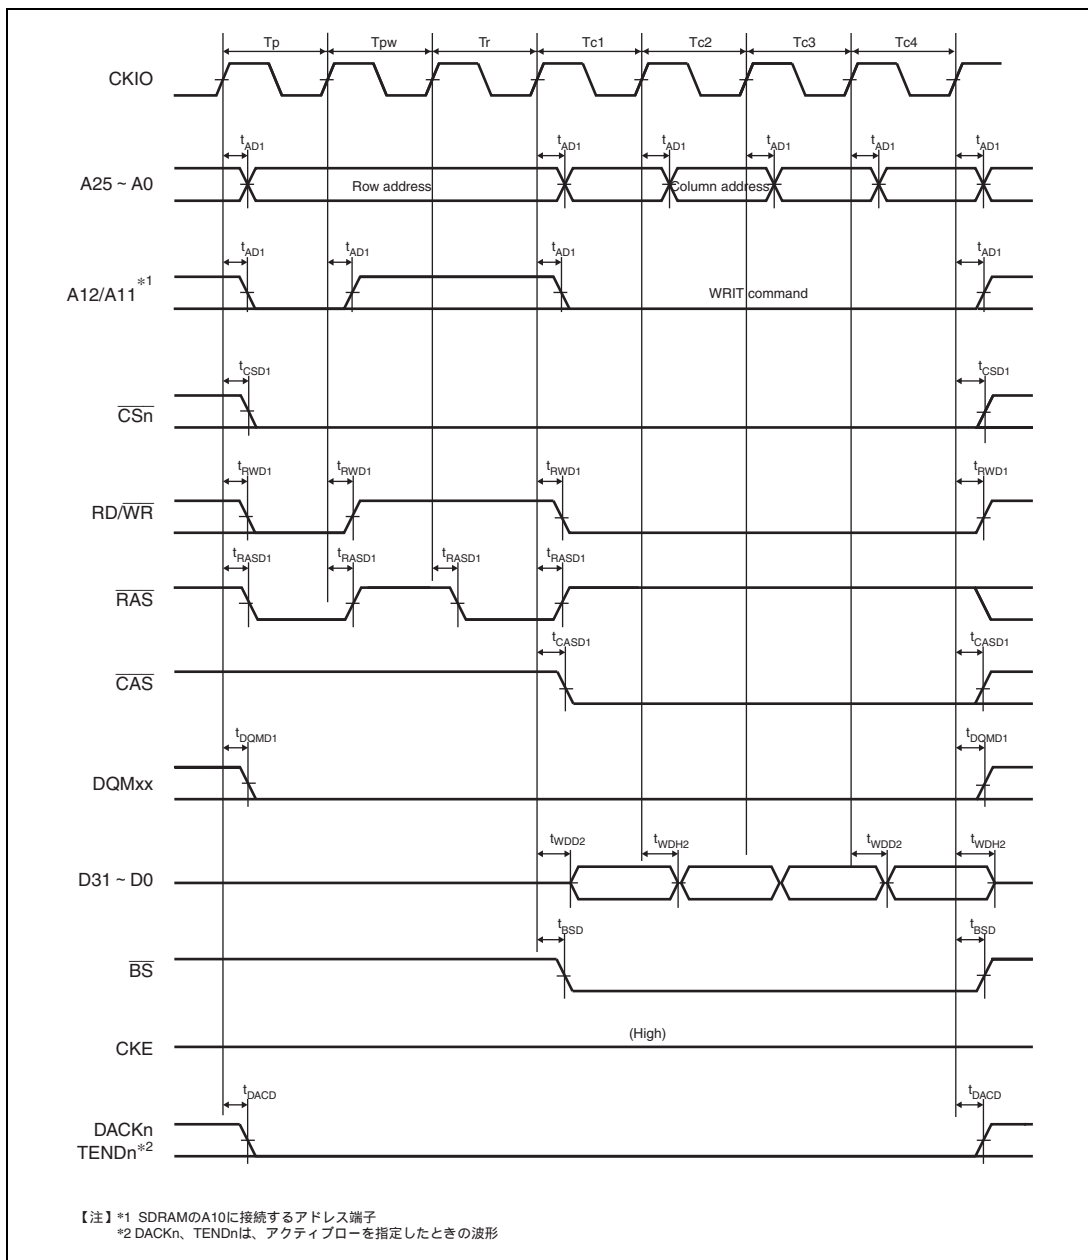 Tp Tpw Tr Tc1 Tc2 Tc3 Tc4
CKIO
tAD1 tAD1 tAD1 tAD1 tAD1 tAD1
A25 ~ A0 Row address Column address
tAD1 tAD1 tAD1 tAD1
A12/A11*1 WRIT command
tCSD1 tCSD1
CSn
tRWD1 tRWD1 tRWD1 tRWD1
RD/WR
tRASD1 tRASD1 tRASD1 tRASD1
RAS
tCASD1 tCASD1
CAS
tDQMD1 tDQMD1
DQMxx
tWDD2 tWDH2 tWDD2 tWDH2
D31 ~ D0
tBSD tBSD
BS
(High)
CKE
tDACD tDACD
DACKn
TENDn*2
【注】*1 SDRAMのA10に接続するアドレス端子
*2 DACKn、TENDnは、アクティブローを指定したときの波形